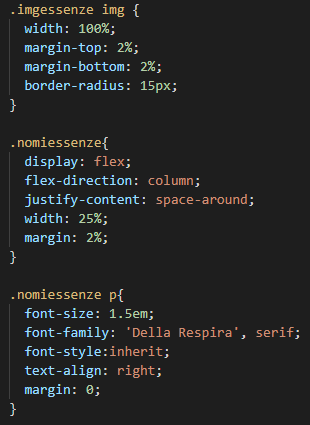 .imgessenze img {
  width: 100%;
  margin-top: 2%;
  margin-bottom: 2%;
  border-radius: 15px;
}

.nomiessenze{
  display: flex;
  flex-direction: column;
  justify-content: space-around;
  width: 25%;
  margin: 2%;
}

.nomiessenze p{
  font-size: 1.5em;
  font-family: 'Della Respira', serif;
  font-style:inherit;
  text-align: right;
  margin: 0;
}